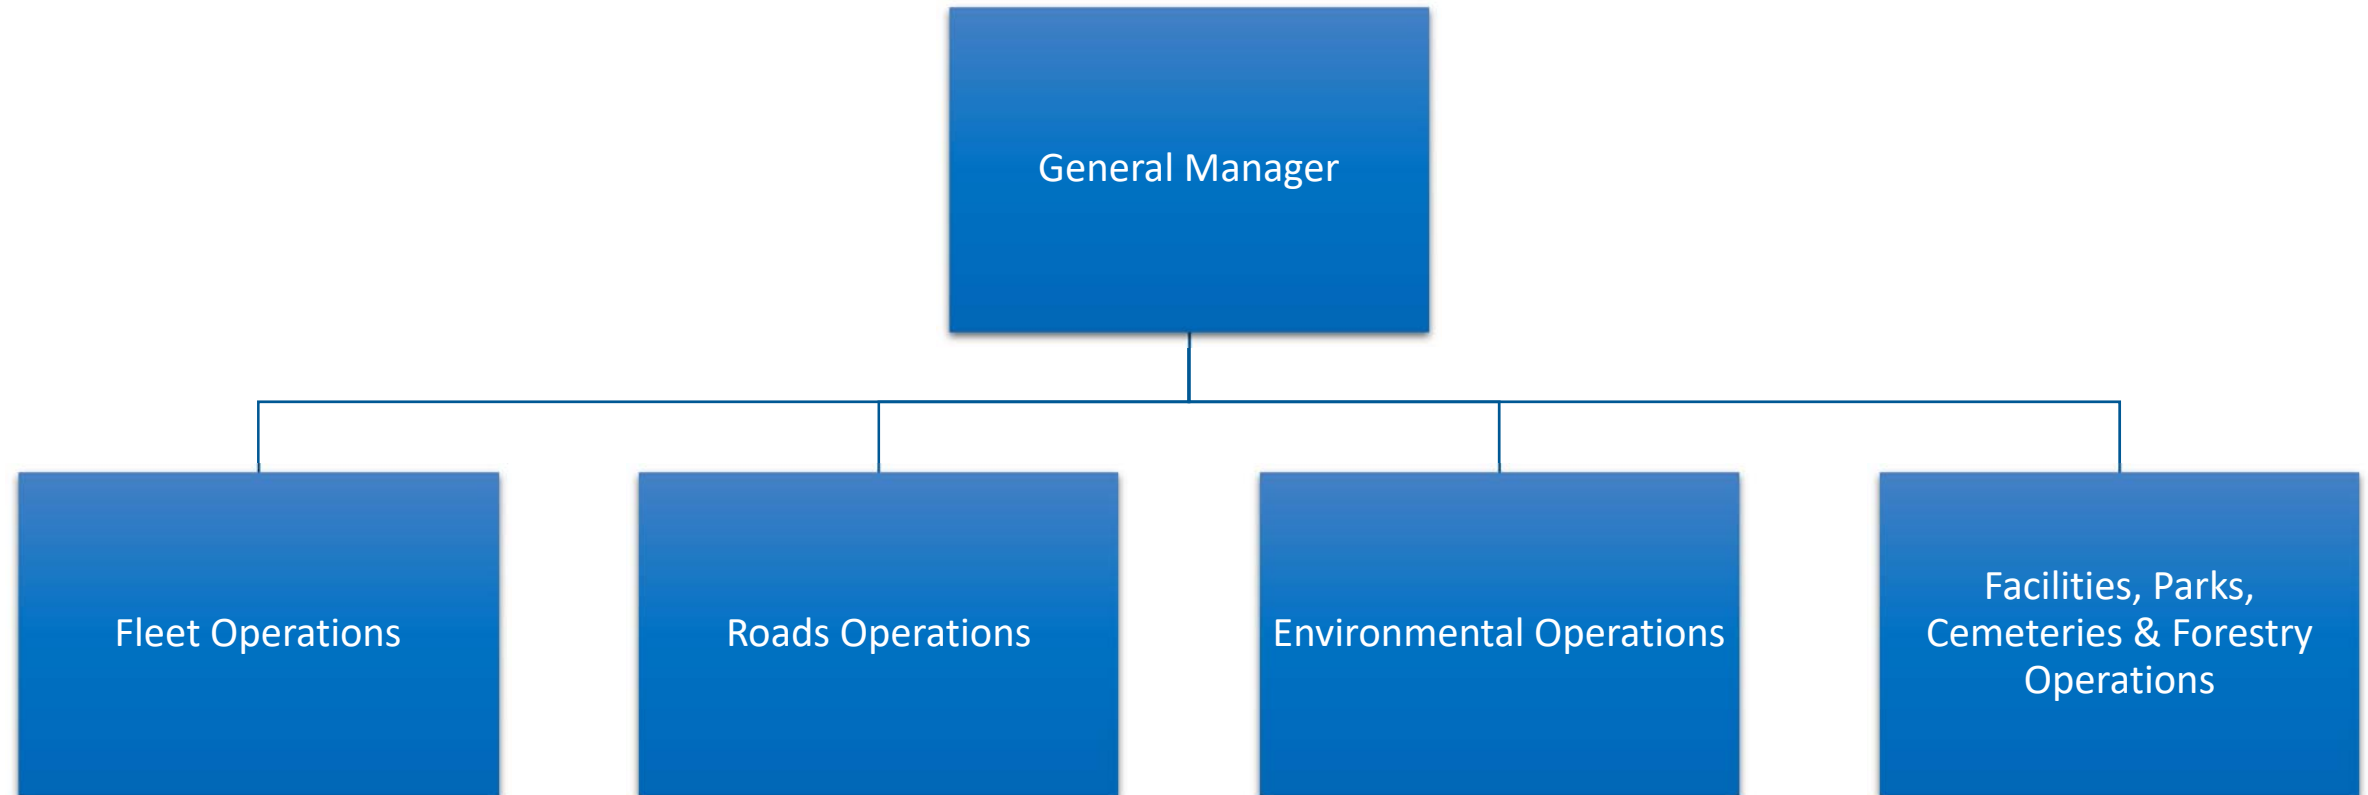 General Manager
Fleet Operations
Roads Operations
Environmental Operations
Facilities, Parks,
Cemeteries & Forestry
Operations